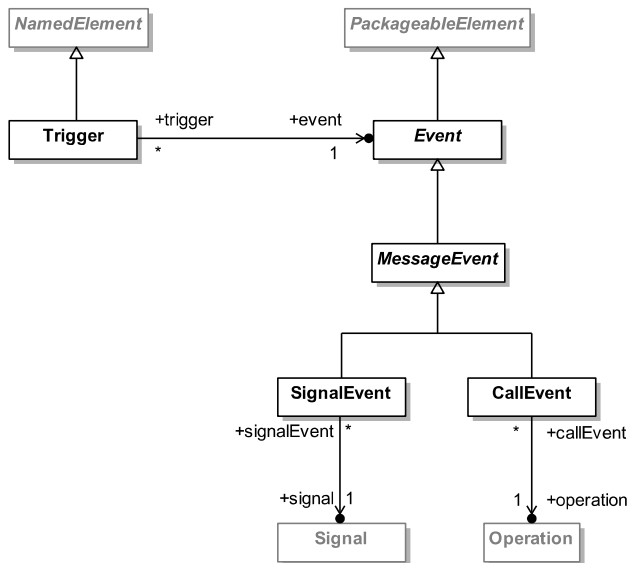 NamedElement
PackageableElement
Trigger
+trigger
+event
Event
*
1
MessageEvent
SignalEvent
CallEvent
+signalEvent
*
*
+callEvent
+signal
1
1
+operation
Signal
Operation